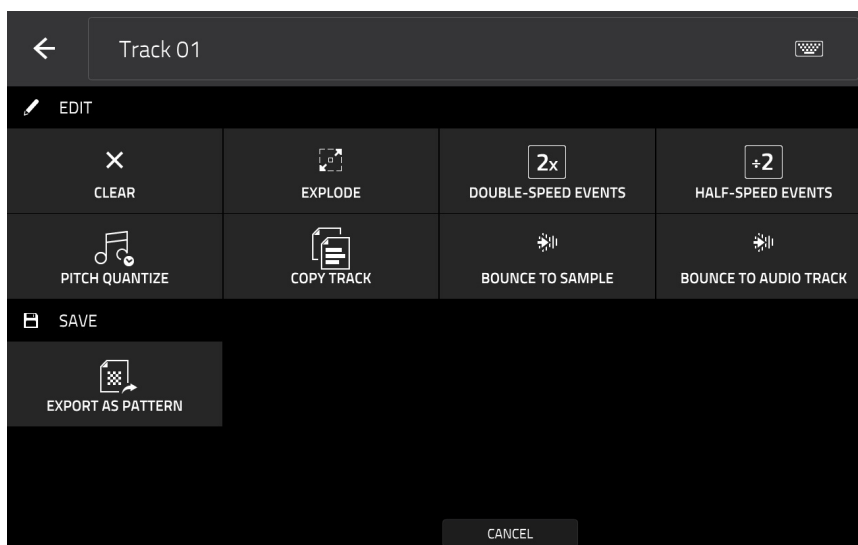 Track 01
EDIT
CLEAR
EXPLODE
2x
DOUBLE-SPEED EVENTS
÷2
HALF-SPEED EVENTS
PITCH QUANTIZE
COPY TRACK
BOUNCE TO SAMPLE
BOUNCE TO AUDIO TRACK
SAVE
EXPORT AS PATTERN
CANCEL